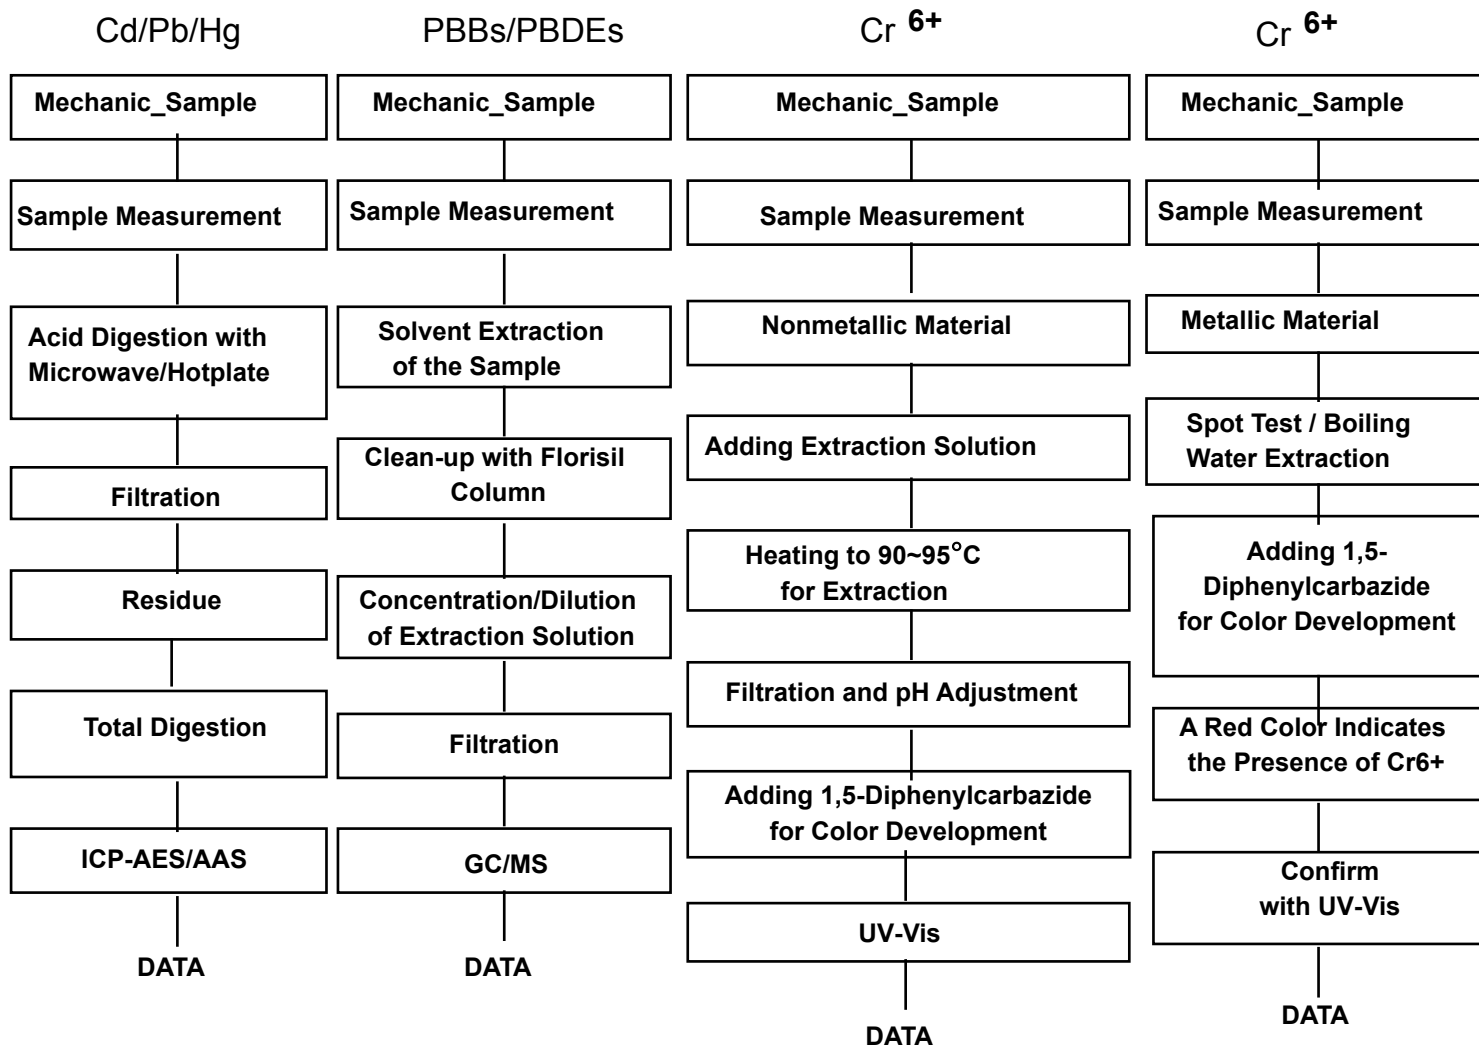 Cd/Pb/Hg
Mechanic_Sample
Sample Measurement
Acid Digestion with
Microwave/Hotplate
Filtration
Residue
Total Digestion
ICP-AES/AAS
DATA
PBBs/PBDEs
Mechanic_Sample
Sample Measurement
Solvent Extraction
of the Sample
Clean-up with Florisil
Column
Concentration/Dilution
of Extraction Solution
Filtration
GC/MS
DATA
Cr 6+
Mechanic_Sample
Sample Measurement
Nonmetallic Material
Adding Extraction Solution
Heating to 90~95°C
for Extraction
Filtration and pH Adjustment
Adding 1,5-Diphenylcarbazide
for Color Development
UV-Vis
DATA
Cr 6+
Mechanic_Sample
Sample Measurement
Metallic Material
Spot Test / Boiling
Water Extraction
Adding 1,5-
Diphenylcarbazide
for Color Development
A Red Color Indicates
the Presence of Cr6+
Confirm
with UV-Vis
DATA